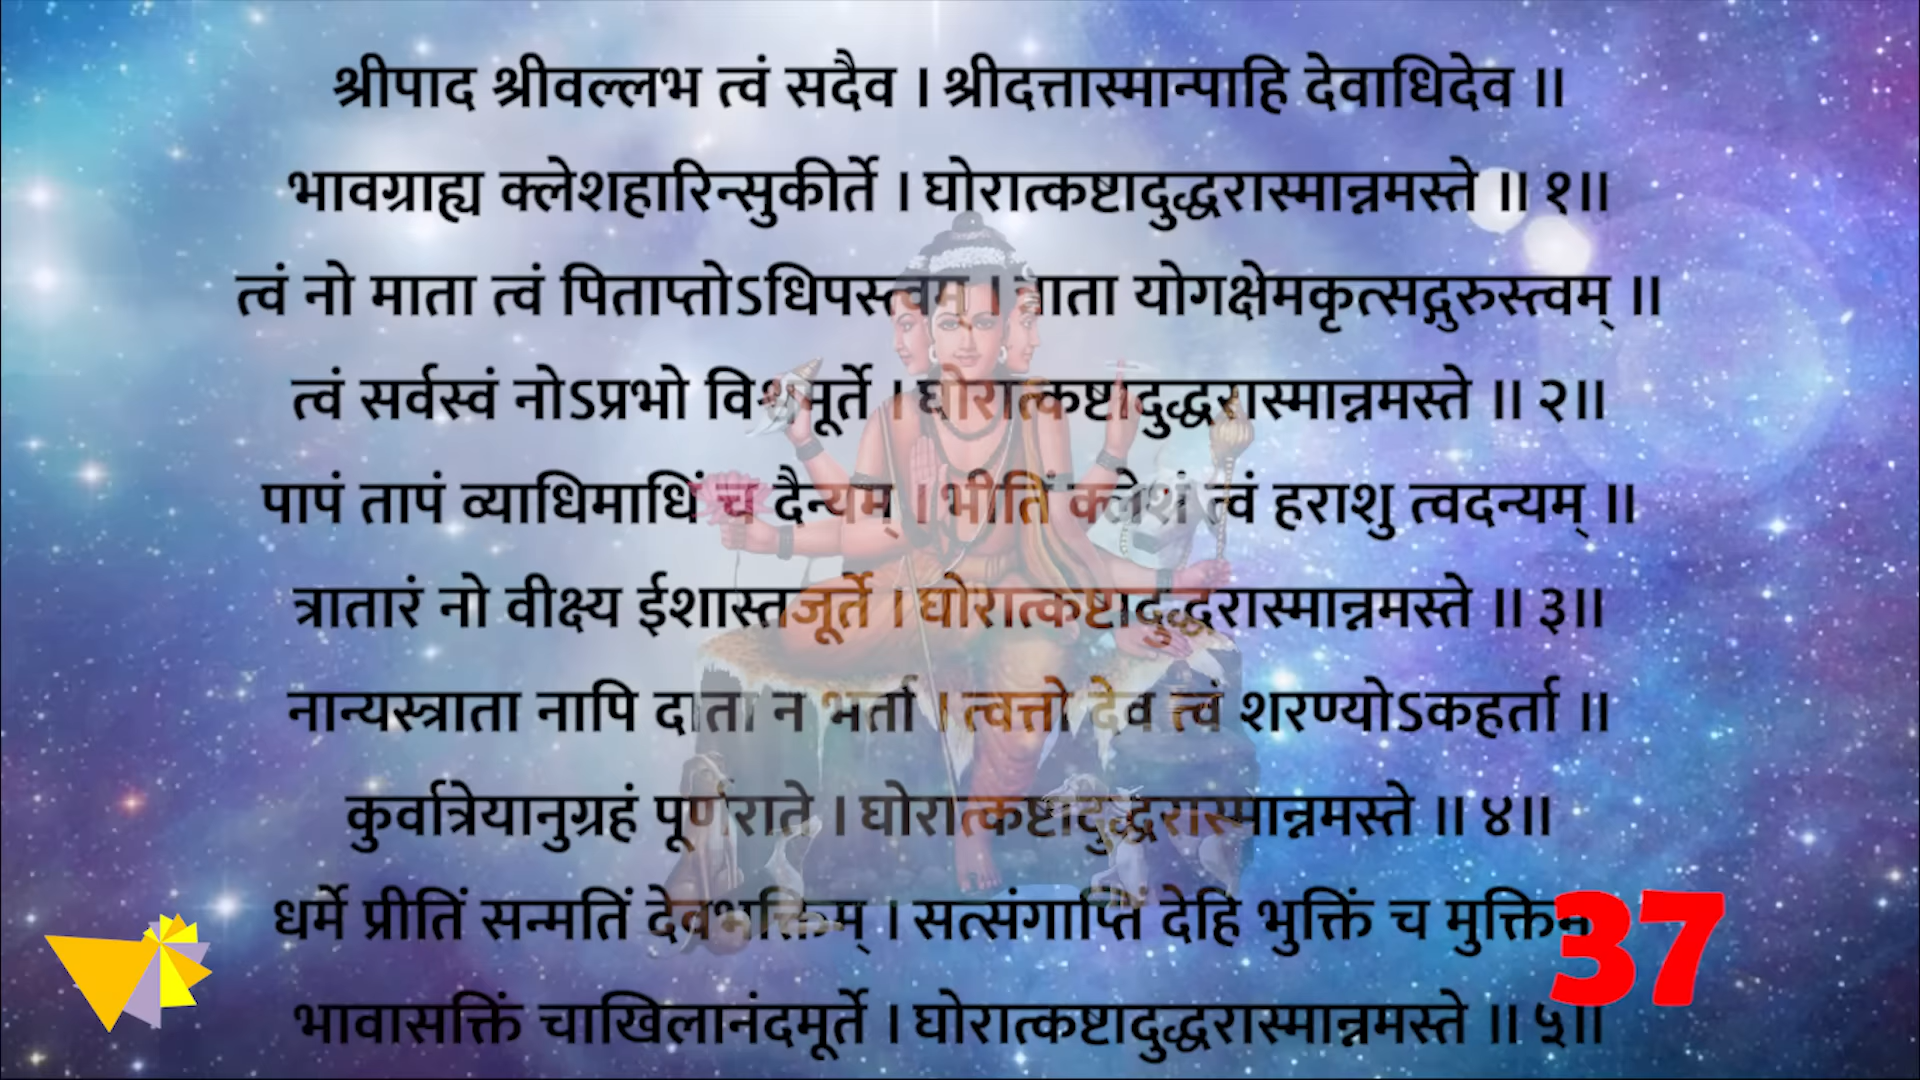 श्रीपाद श्रीवल्लभ त्वं सदैव । श्रीदत्तास्मान्पाहि देवाधिदेव ॥
भावग्राह्य क्लेशहारिन्सुकीर्ते । घोरात्कष्टादुद्धरास्मान्नमस्ते ॥ १॥
त्वं नो माता त्वं पिताप्तोऽधिपस्त्वम् । त्राता योगक्षेमकृत्सद्गुरुस्त्वम् ॥
त्वं सर्वस्वं नोऽप्रभो विश्वमूर्ते । घोरात्कष्टादुद्धरास्मान्नमस्ते ॥ २॥
पापं तापं व्याधिमाधिं च दैन्यम् । भीतिं क्लेशं त्वं हराशु त्वदन्यम् ॥
त्रातारं नो वीक्ष्य ईशास्तजूर्ते । घोरात्कष्टादुद्धरास्मान्नमस्ते ॥ ३॥
नान्यस्त्राता नापि दाता न भर्ता । त्वत्तो देव त्वं शरण्योऽकहर्ता ॥
कुर्वात्रेयानुग्रहं पूर्णराते । घोरात्कष्टादुद्धरास्मान्नमस्ते ॥ ४॥
धर्मे प्रीतिं सन्मतिं देवभक्तिम् । सत्संगाप्तिं देहि भुक्तिं च मुक्तिम्
37
भावासक्तिं चाखिलानंदमूर्ते । घोरात्कष्टादुद्धरास्मान्नमस्ते ॥ ५॥